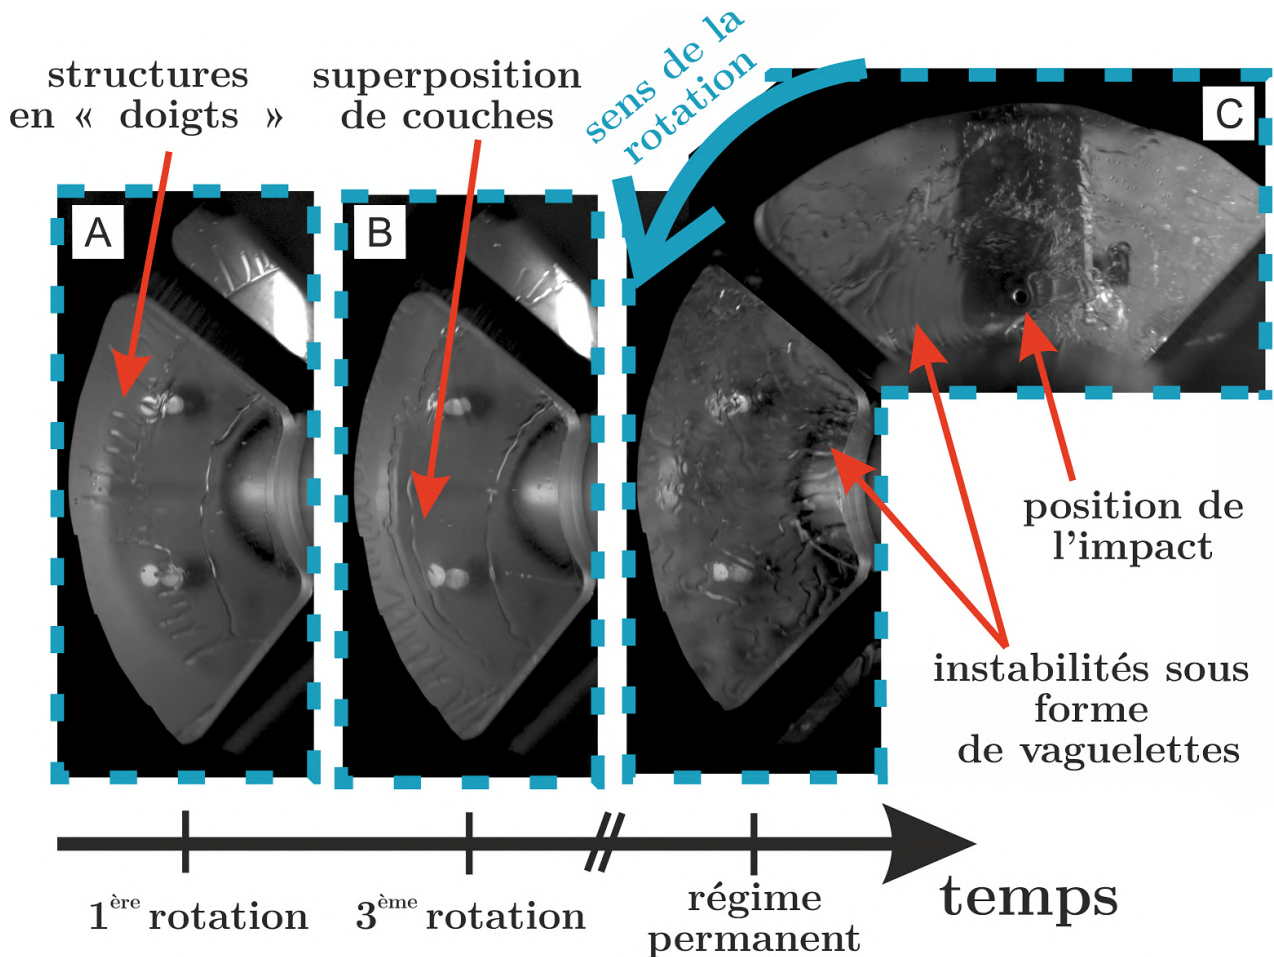 structures
en « doigts »
superposition
de couches
sens de la
rotation
A
B
C
position de
l'impact
instabilités sous
forme
de vaguelettes
1ère rotation
3ème rotation
régime
permanent
temps